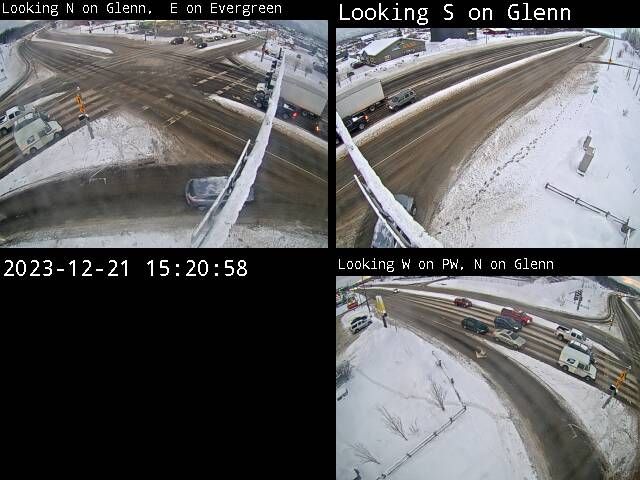 Looking N on Glenn, E on Evergreen
Looking S on Glenn
2023-12-21 15:20:58
Looking W on PW, N on Glenn